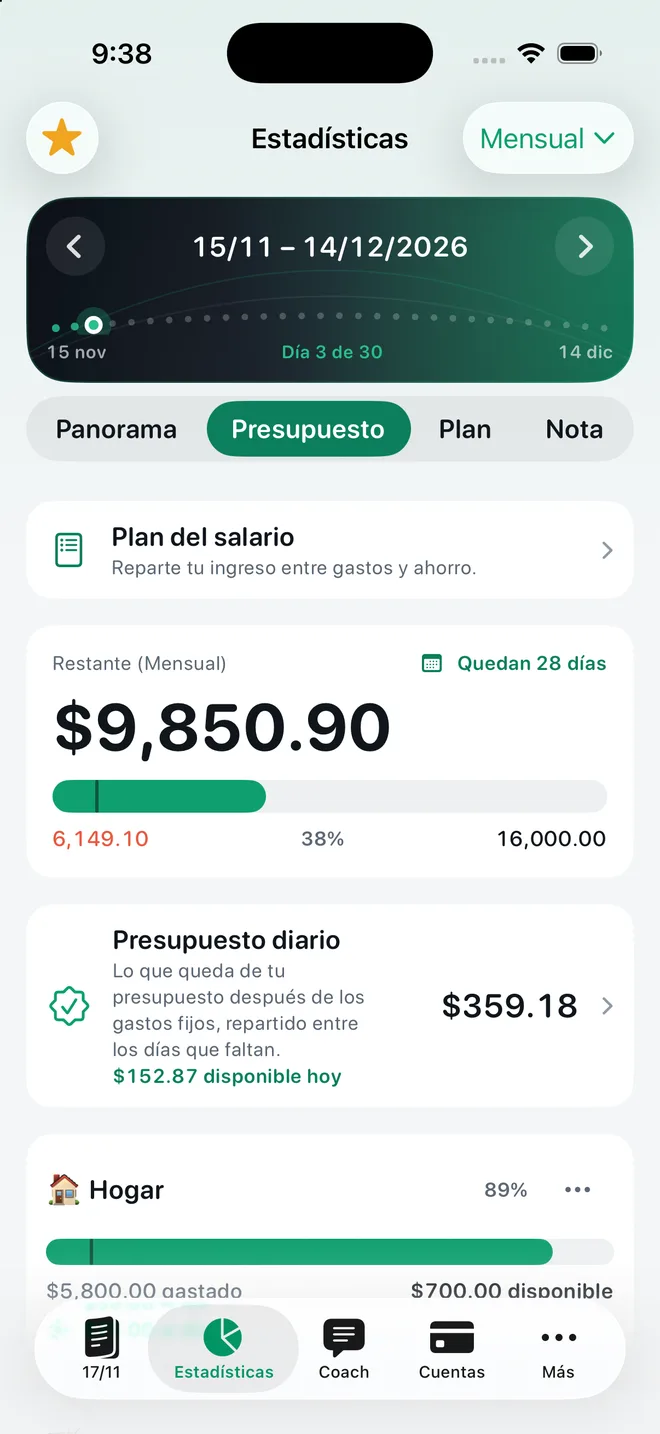 9:38
Estadísticas
Mensual
15/11 – 14/12/2026
15 nov
Día 3 de 30
14 dic
Panorama
Presupuesto
Plan
Nota
Plan del salario
Reparte tu ingreso entre gastos y ahorro.
Restante (Mensual)
Quedan 28 días
$9,850.90
6,149.10
38%
16,000.00
Presupuesto diario
Lo que queda de tu
presupuesto después de los
gastos fijos, repartido entre
los días que faltan.
$152.87 disponible hoy
$359.18
Hogar
89%
$5,800.00 gastado
$700.00 disponible
17/11
Estadísticas
Coach
Cuentas
Más